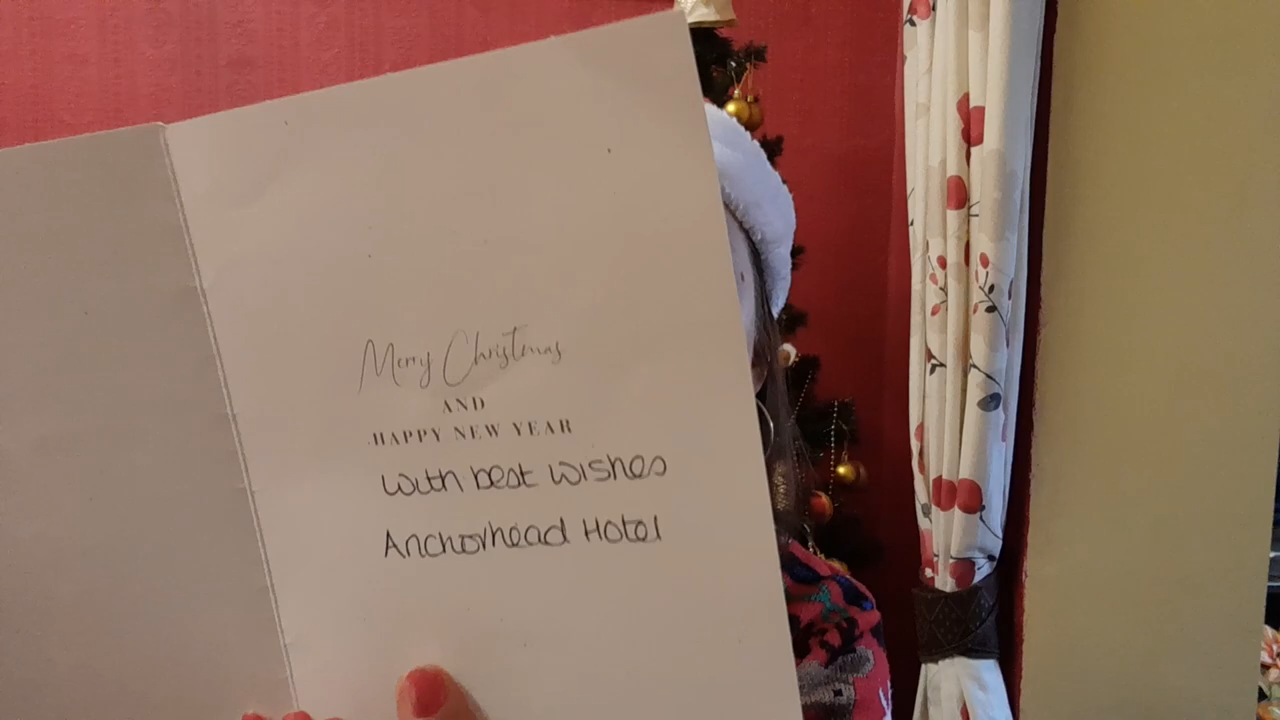 Merry Christmas
AND
HAPPY NEW YEAR
with best wishes
Anchorhead Hotel